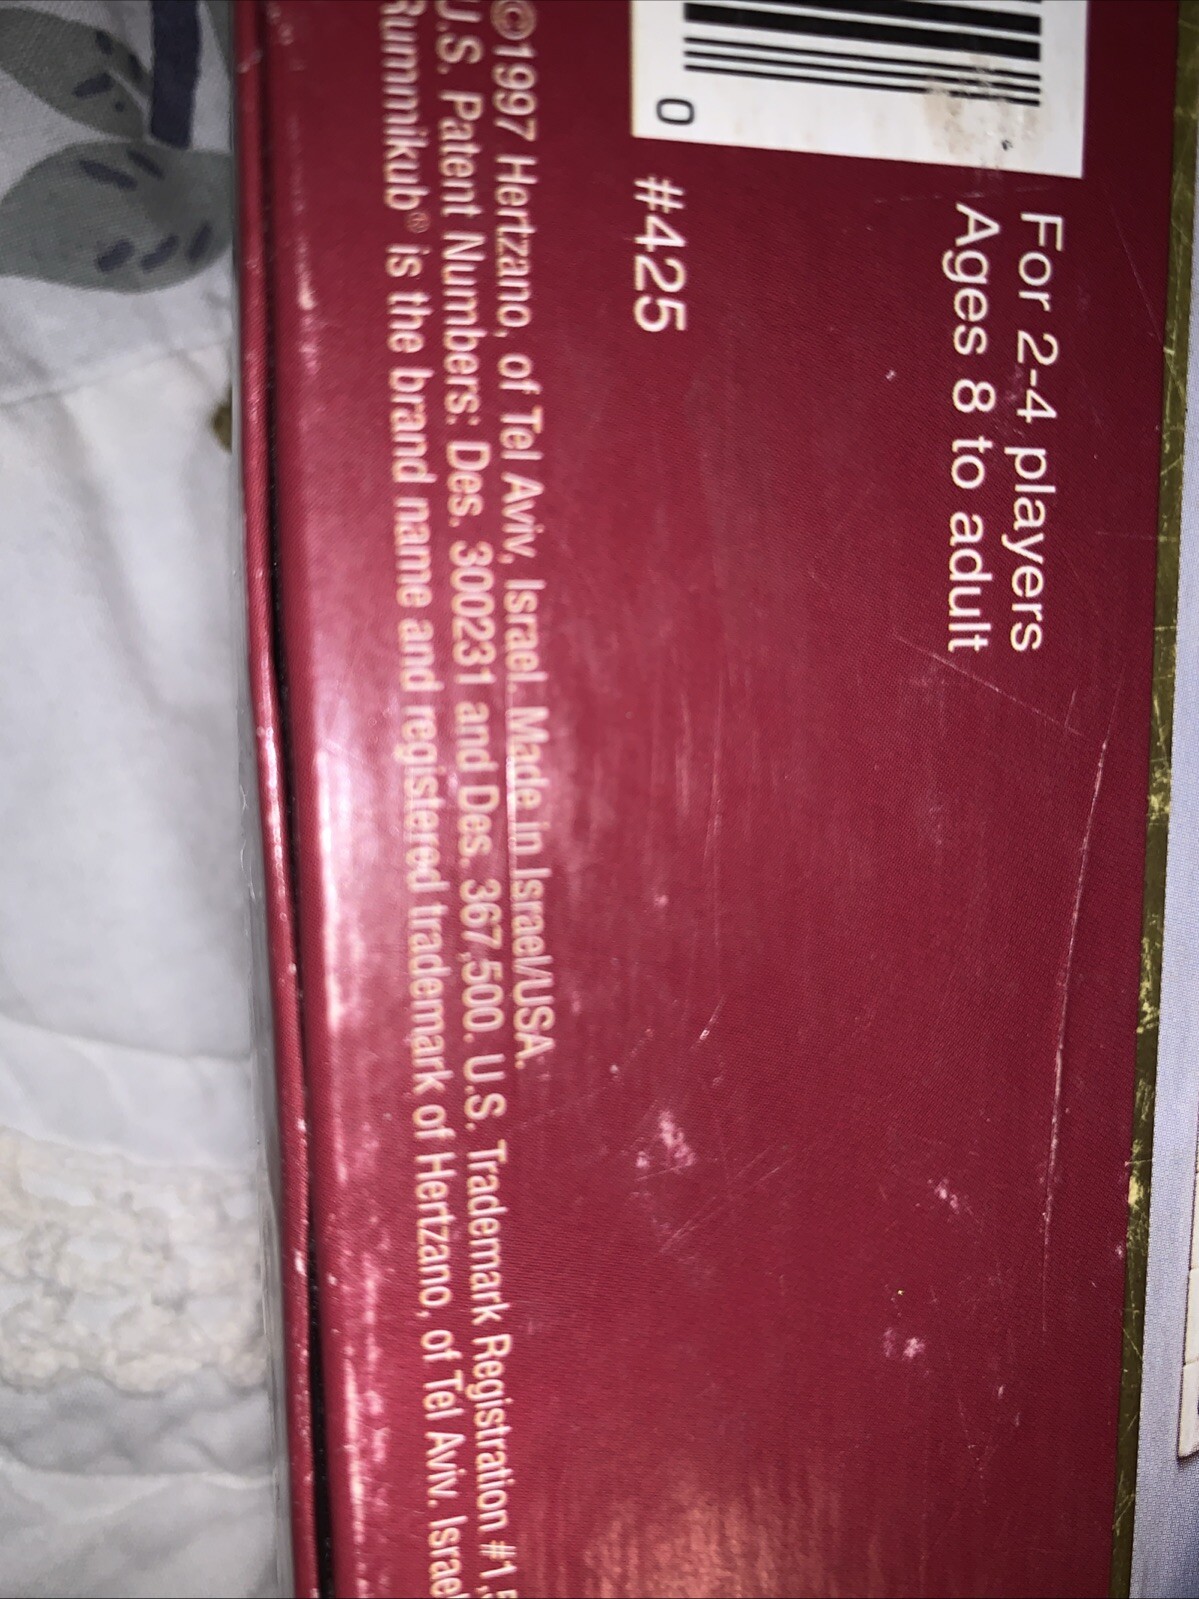 For 2-4 players
Ages 8 to adult
0
#425
©1997 Hertzano, of Tel Aviv, Israel. Made in Israel/USA.
U.S. Patent Numbers: Des. 300231 and Des. 367,500. U.S. Trademark Registration #1,5
Rummikub® is the brand name and registered trademark of Hertzano, of Tel Aviv. Israel